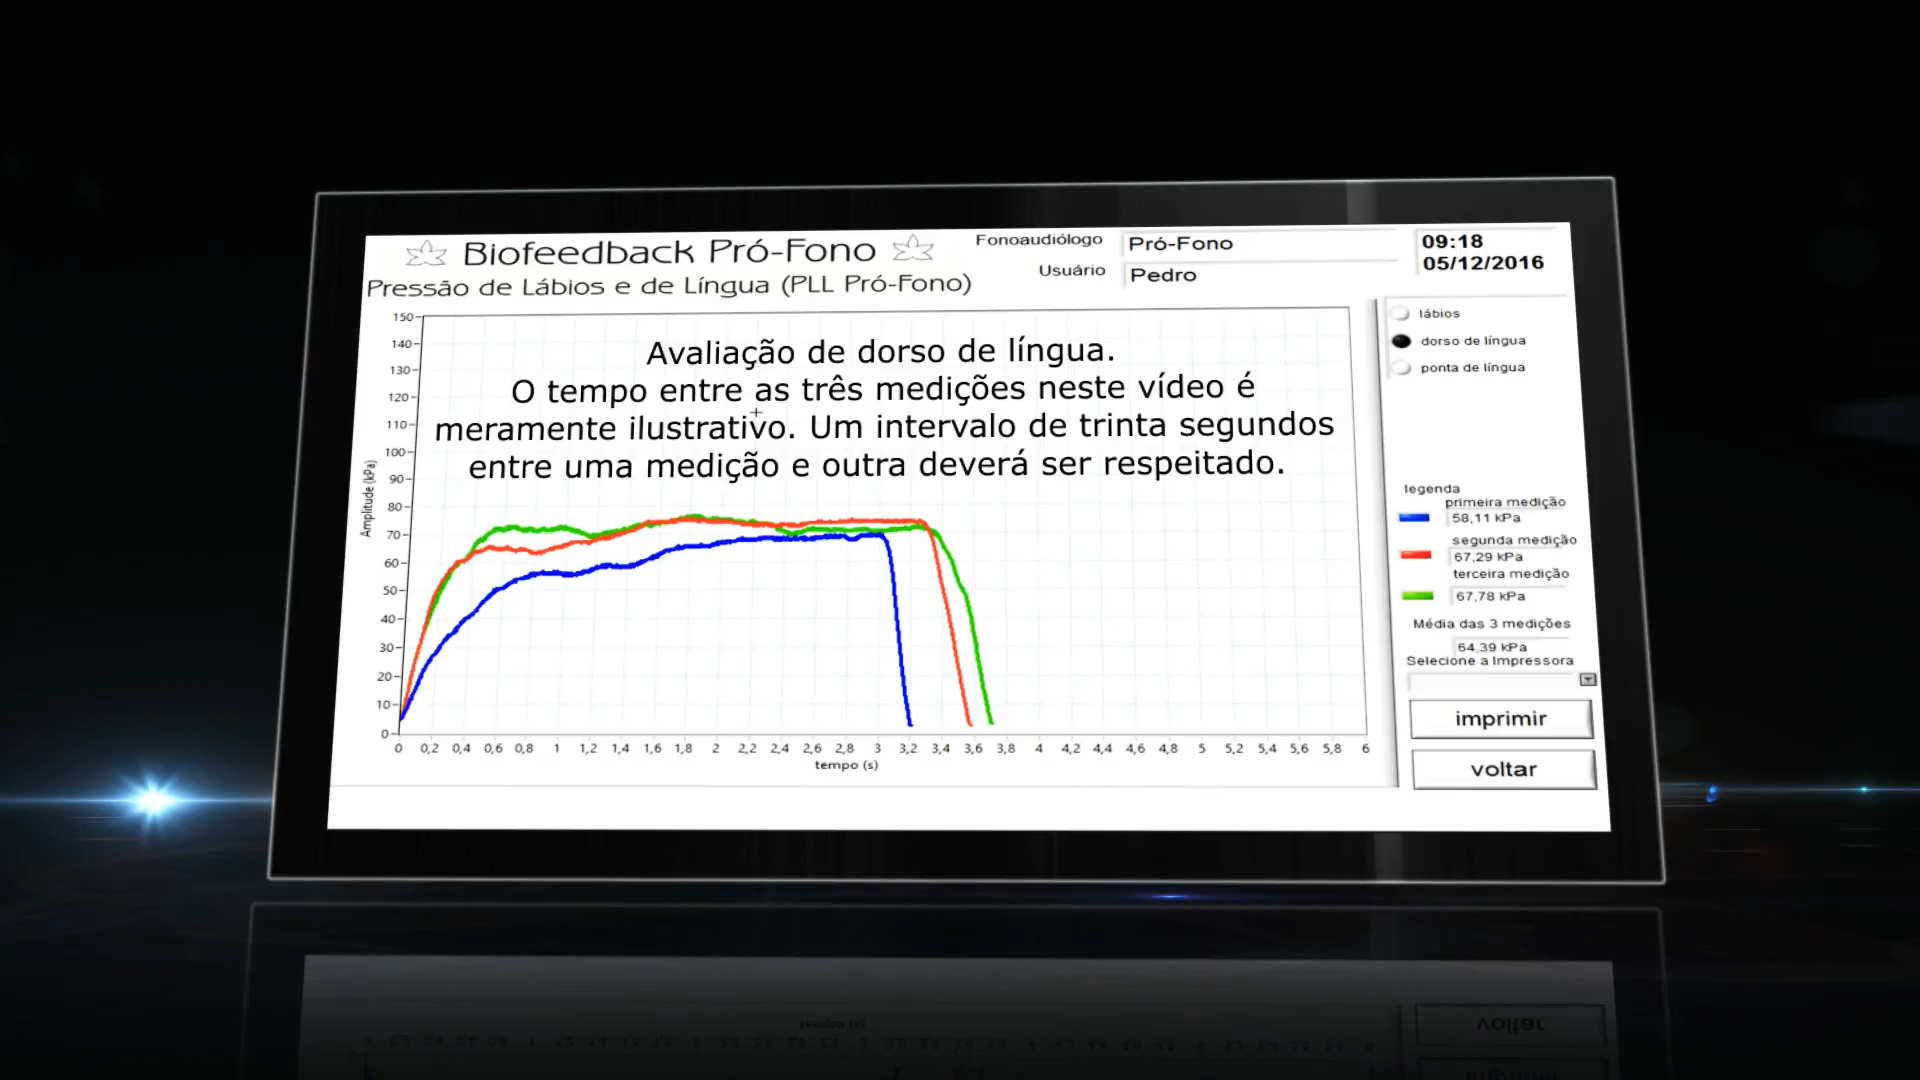 Biofeedback Pró-Fono
Pressão de Lábios e de Língua (PLL Pró-Fono)
Fonoaudiólogo Pró-Fono
Usuário Pedro
09:18
05/12/2016
Avaliação de dorso de língua.
O tempo entre as três medições neste vídeo é
meramente ilustrativo. Um intervalo de trinta segundos
entre uma medição e outra deverá ser respeitado.
Amplitude (kPa)
150
140
130
120
110
100
90
80
70
60
50
40
30
20
10
0
0 0,2 0,4 0,6 0,8 1 1,2 1,4 1,6 1,8 2 2,2 2,4 2,6 2,8 3 3,2 3,4 3,6 3,8 4 4,2 4,4 4,6 4,8 5 5,2 5,4 5,6 5,8 6
tempo (s)
lábios
dorso de língua
ponta de língua
legenda
primeira medição
58,11 kPa
segunda medição
67,29 kPa
terceira medição
67,78 kPa
Média das 3 medições
64,39 kPa
Selecione a Impressora
imprimir
voltar